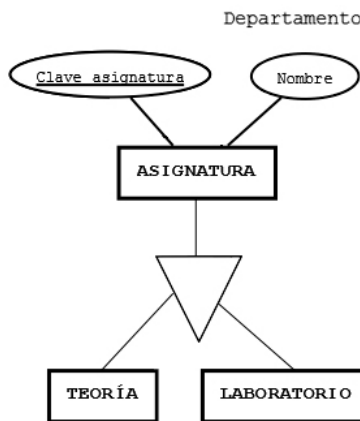 Departamento
Clave asignatura
Nombre
ASIGNATURA
TEORÍA
LABORATORIO